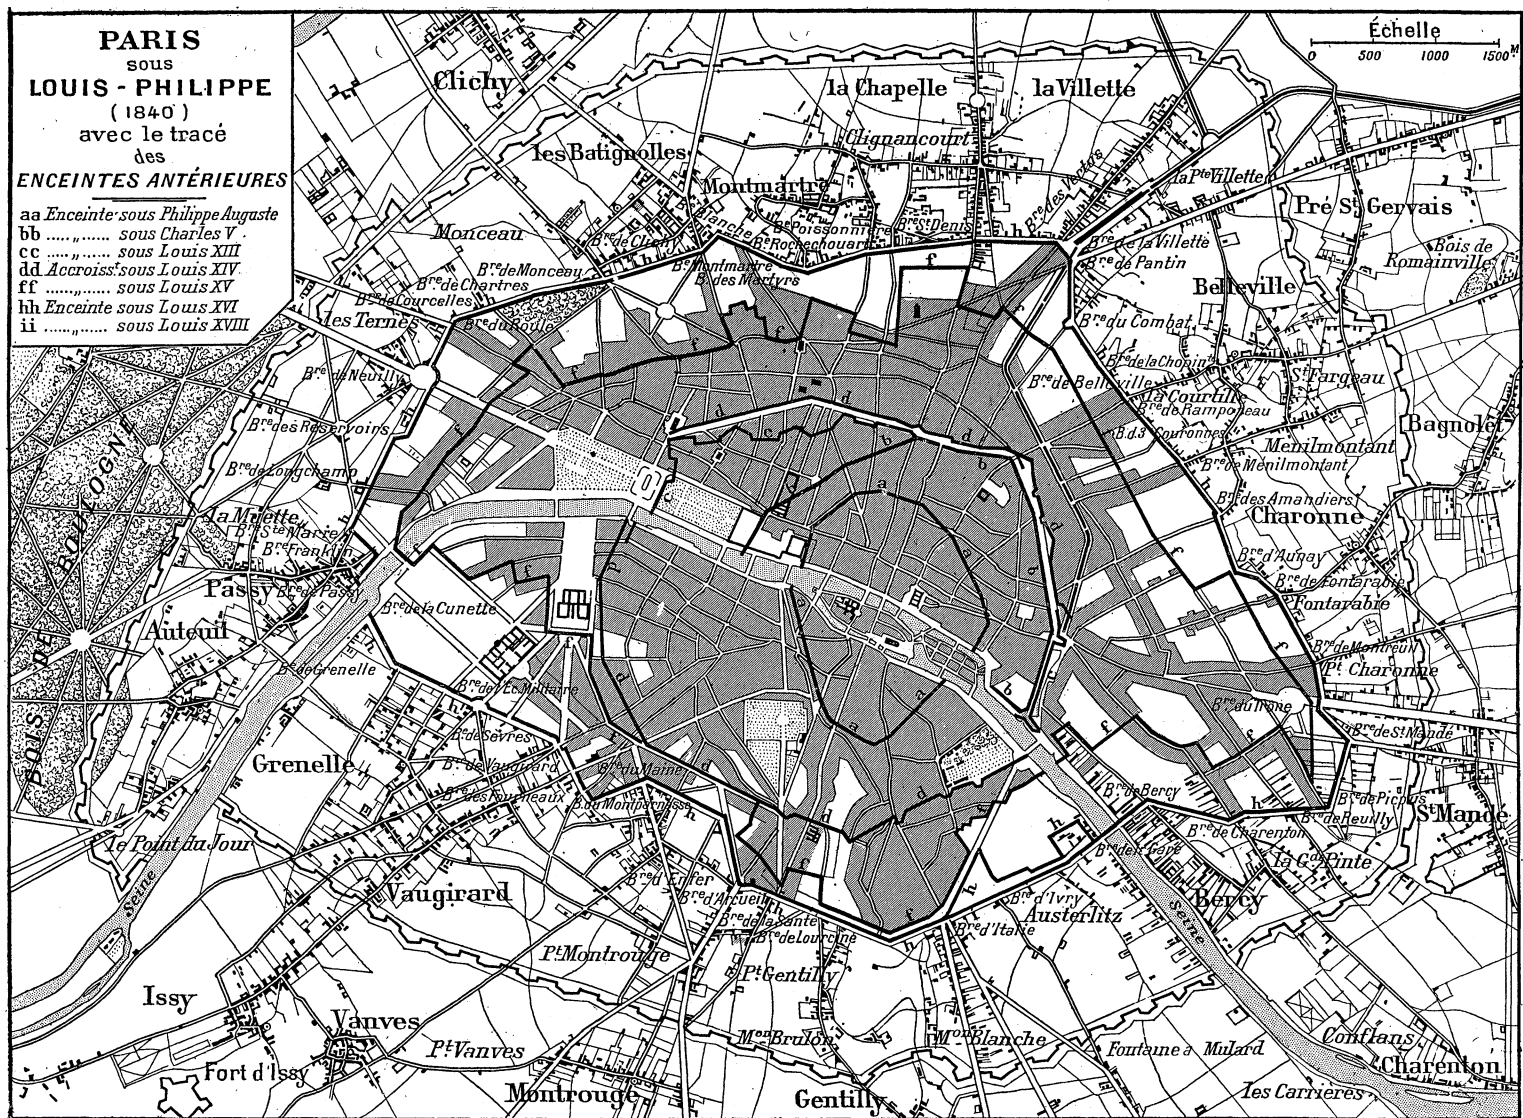 PARIS
sous
LOUIS-PHILIPPE
(1840)
avec le tracé
des
ENCEINTES ANTÉRIEURES
aa Enceinte sous Philippe Auguste
bb ...... „ ...... sous Charles V.
cc ...... „ ...... sous Louis XIII
dd Accroisst sous Louis XIV
ff ...... „ ...... sous Louis XV
hh Enceinte sous Louis XVI
ii ...... „ ...... sous Louis XVIII
Échelle
0 500 1000 1500 M
Clichy
la Chapelle
la Villette
Clignancourt
les Batignolles
Montmartre
Bre des Vertus
la Pte Villette
Pré St Gervais
Monceau
Bre de Clichy
Be Blanche
Be Poissonnière
Be Rochechouart
Bre St Denis
Bre de la Villette
Bre de Pantin
Bois de
Romainville
Bre de Monceau
Be Montmartre
B. des Martyrs
Bre de Chartres
Bre de Courcelles
Belleville
les Ternes
Bre du Roule
Bre du Combat
Bre de la Chopinte
Bre de Neuilly
Bre de Belleville
St Fargeau
la Courtille
Bre de Ramponeau
Bre des Réservoirs
B. d. 3 Couronnes
Bagnolet
Ménilmontant
Bre de Ménilmontant
Bre de Longchamp
Bre des Amandiers
Charonne
la Muette
Bre Ste Marie
Bre Franklin
Bre d'Aunay
Bre de Fontarabie
Passy
Bre de Passy
Fontarabie
Bre de la Cunette
BOIS DE BOULOGNE
Auteuil
Bre de Grenelle
Bre de Montreuil
Pt Charonne
Bre de l'Ec. Militaire
Bre du Trône
Bre de St Mandé
Bre de Sèvres
Grenelle
Bre de Vaugirard
Bre du Maine
Bre des Fourneaux
B. du Montparnasse
Bre de Bercy
Bre de Picpus
Bre de Reuilly
St Mandé
Bre de Charenton
le Point du Jour
Bre de la Gare
la Gde Pinte
Vaugirard
Bre d'Enfer
Bre d'Arcueil
Bre de la Santé
Bre de Lourcine
Bre d'Ivry
Austerlitz
Bre d'Italie
Bercy
Seine
Seine
Pt Montrouge
Pt Gentilly
Issy
Vanves
Pt Vanves
Mon Brulon
Mon Blanche
Fontaine à Mulard
Conflans
Charenton
Fort d'Issy
Montrouge
Gentilly
les Carrières